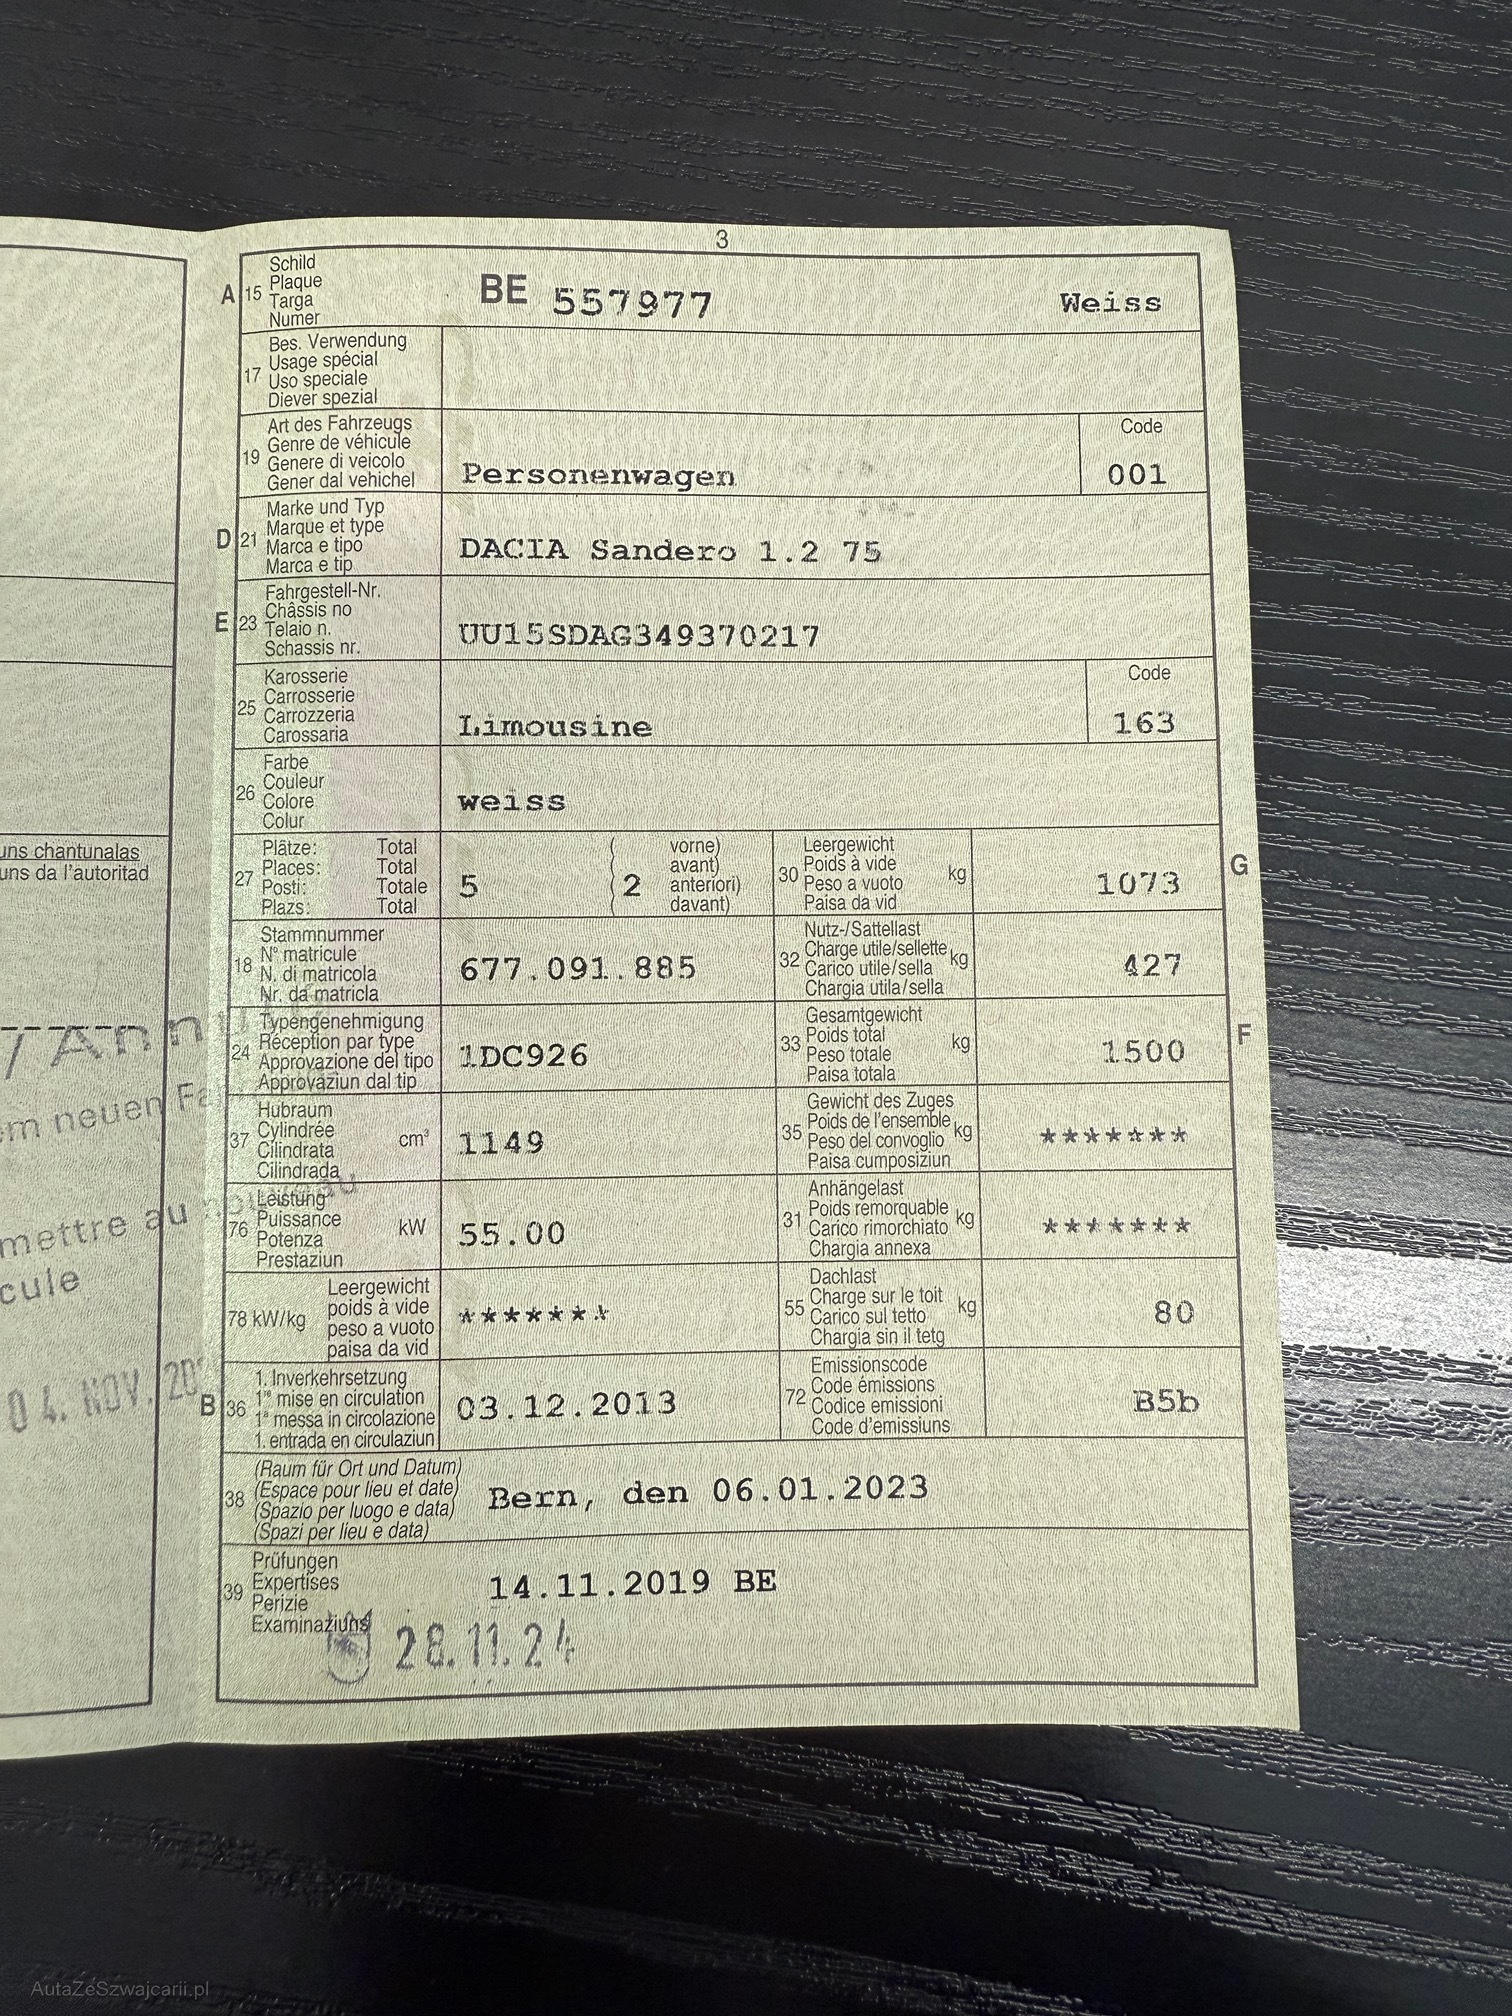 3
A 15 Schild
Plaque
Targa
Numer
BE 557977 Weiss
17 Bes. Verwendung
Usage spécial
Uso speciale
Diever spezial
19 Art des Fahrzeugs
Genre de véhicule
Genere di veicolo
Gener dal vehichel
Personenwagen
Code
001
D 21 Marke und Typ
Marque et type
Marca e tipo
Marca e tip
DACIA Sandero 1.2 75
E 23 Fahrgestell-Nr.
Châssis no
Telaio n.
Schassis nr.
UU15SDAG349370217
25 Karosserie
Carrosserie
Carrozzeria
Carossaria
Limousine
Code
163
26 Farbe
Couleur
Colore
Colur
weiss
27 Plätze: Total
Places: Total
Posti: Totale
Plazs: Total
5
( vorne)
avant)
2 anteriori)
( davant)
30 Leergewicht
Poids à vide
Peso a vuoto
Paisa da vid
kg
1073
G
18 Stammnummer
N° matricule
N. di matricola
Nr. da matricla
677.091.885
32 Nutz-/Sattellast
Charge utile/sellette
Carico utile/sella
Chargia utila/sella
kg
427
24 Typengenehmigung
Réception par type
Approvazione del tipo
Approvaziun dal tip
1DC926
33 Gesamtgewicht
Poids total
Peso totale
Paisa totala
kg
1500
F
37 Hubraum
Cylindrée
Cilindrata
Cilindrada
cm³
1149
35 Gewicht des Zuges
Poids de l'ensemble
Peso del convoglio
Paisa cumposiziun
kg
*******
76 Leistung
Puissance
Potenza
Prestaziun
kW
55.00
31 Anhängelast
Poids remorquable
Carico rimorchiato
Chargia annexa
kg
*******
78 kW/kg
Leergewicht
poids à vide
peso a vuoto
paisa da vid
*******
55 Dachlast
Charge sur le toit
Carico sul tetto
Chargia sin il tetg
kg
80
B 36 1. Inverkehrsetzung
1re mise en circulation
1a messa in circolazione
1. entrada en circulaziun
03.12.2013
72 Emissionscode
Code émissions
Codice emissioni
Code d'emissiuns
B5b
38 (Raum für Ort und Datum)
(Espace pour lieu et date)
(Spazio per luogo e data)
(Spazi per lieu e data)
Bern, den 06.01.2023
39 Prüfungen
Expertises
Perizie
Examinaziuns
14.11.2019 BE
28.11.24
uns chantunalas
uns da l'autoritad
em neuen
mettre au nouveau
cule
04. NOV. 20
AutaZeSzwajcarii.pl